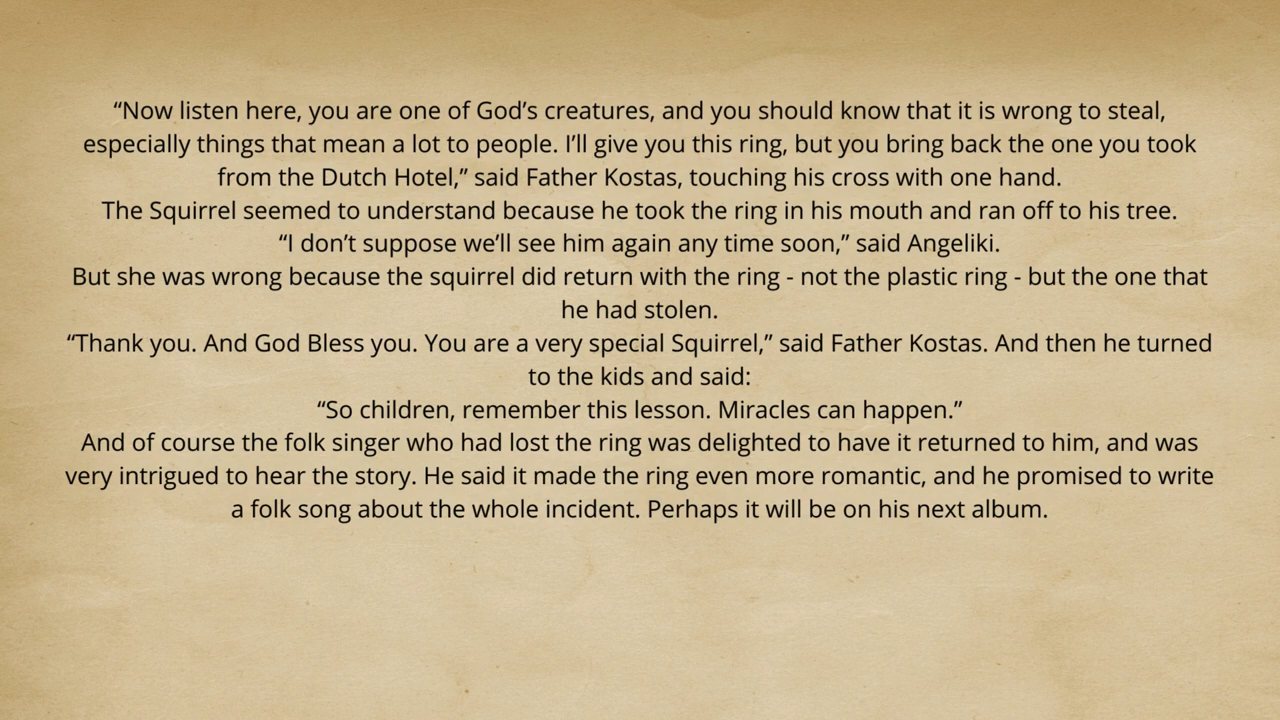 “Now listen here, you are one of God’s creatures, and you should know that it is wrong to steal,
especially things that mean a lot to people. I’ll give you this ring, but you bring back the one you took
from the Dutch Hotel,” said Father Kostas, touching his cross with one hand.
The Squirrel seemed to understand because he took the ring in his mouth and ran off to his tree.
“I don’t suppose we’ll see him again any time soon,” said Angeliki.
But she was wrong because the squirrel did return with the ring - not the plastic ring - but the one that
he had stolen.
“Thank you. And God Bless you. You are a very special Squirrel,” said Father Kostas. And then he turned
to the kids and said:
“So children, remember this lesson. Miracles can happen.”
And of course the folk singer who had lost the ring was delighted to have it returned to him, and was
very intrigued to hear the story. He said it made the ring even more romantic, and he promised to write
a folk song about the whole incident. Perhaps it will be on his next album.